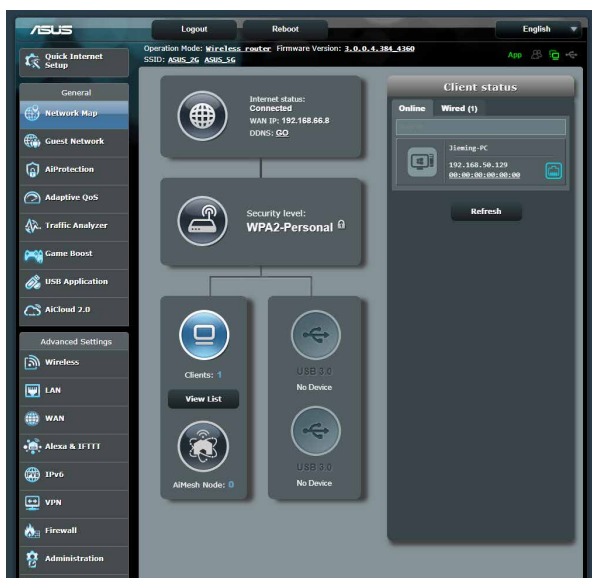 ASUS
Logout
Reboot
English
Quick Internet
Setup
Operation Mode: Wireless router Firmware Version: 3.0.0.4.384_4360
SSID: ASUS_2G ASUS_5G
App
General
Network Map
Guest Network
AiProtection
Adaptive QoS
Traffic Analyzer
Game Boost
USB Application
AiCloud 2.0
Advanced Settings
Wireless
LAN
WAN
Alexa & IFTTT
IPv6
VPN
Firewall
Administration
Internet status:
Connected
WAN IP: 192.168.66.8
DDNS: GO
Security level:
WPA2-Personal
Clients: 1
View List
AiMesh Node: 0
USB 3.0
No Device
USB 3.0
No Device
Client status
Online Wired (1)
Jieming-PC
192.168.50.129
00:00:00:00:00:00
Refresh